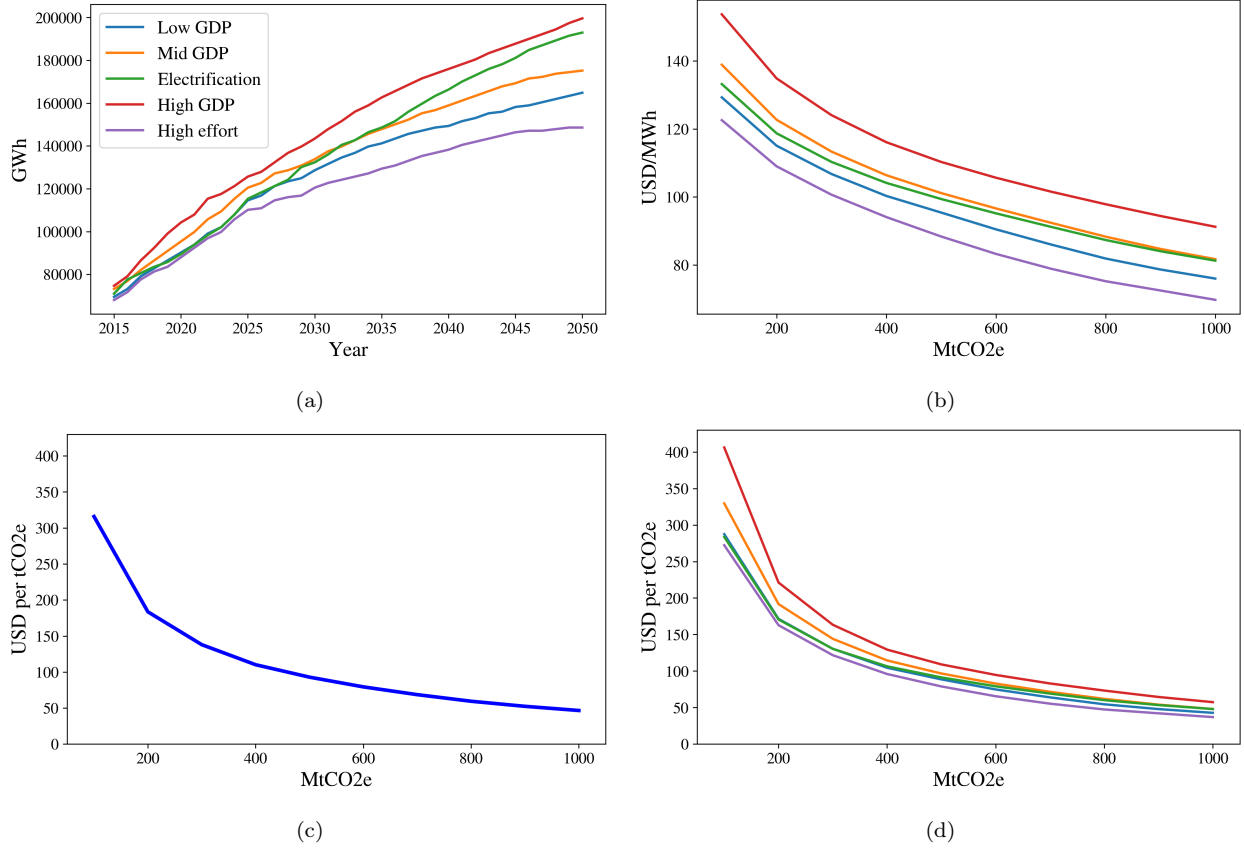 200000
180000
160000
140000
120000
100000
80000
GWh
Low GDP
Mid GDP
Electrification
High GDP
High effort
2015 2020 2025 2030 2035 2040 2045 2050
Year
(a)
140
120
100
80
USD/MWh
200 400 600 800 1000
MtCO2e
(b)
400
350
300
250
200
150
100
50
0
USD per tCO2e
200 400 600 800 1000
MtCO2e
(c)
400
350
300
250
200
150
100
50
0
USD per tCO2e
200 400 600 800 1000
MtCO2e
(d)